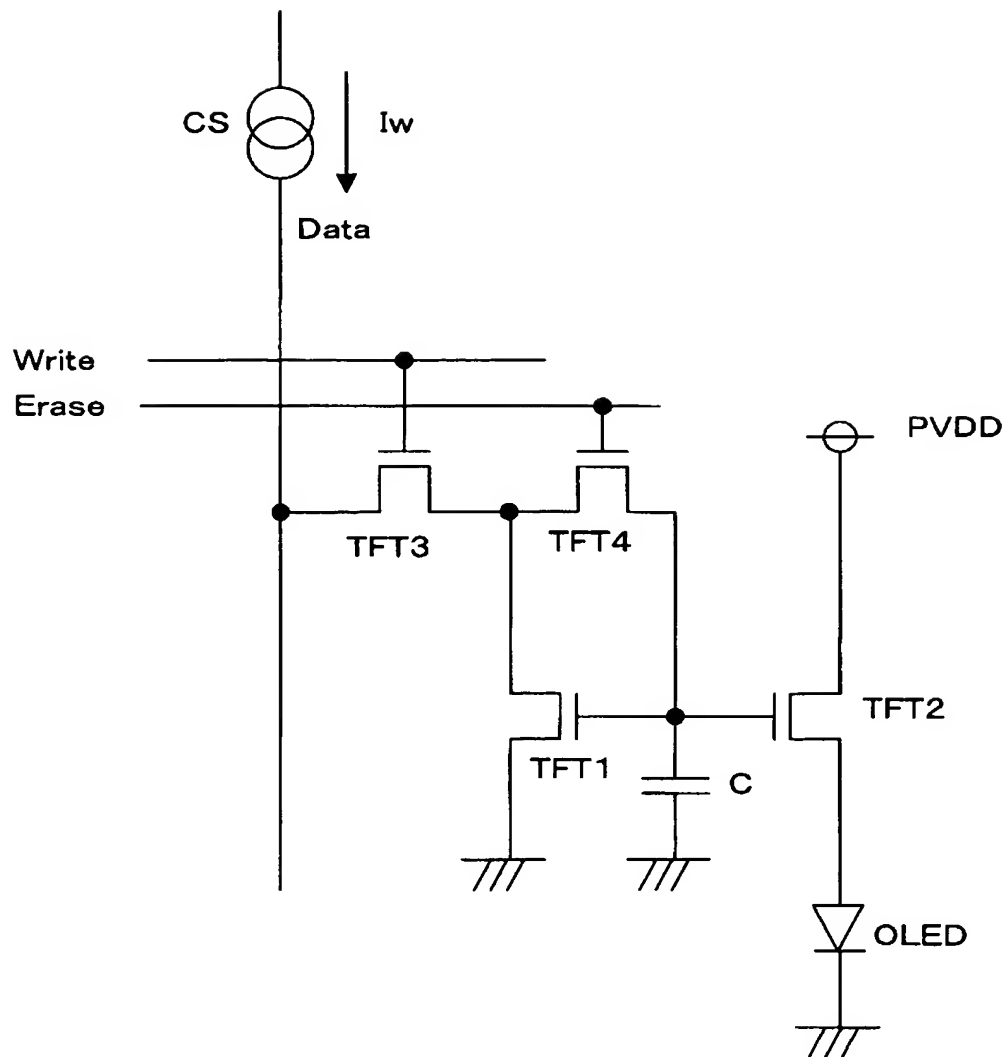 CS
Iw
Data
Write
Erase
PVDD
TFT3
TFT4
TFT2
TFT1
C
OLED